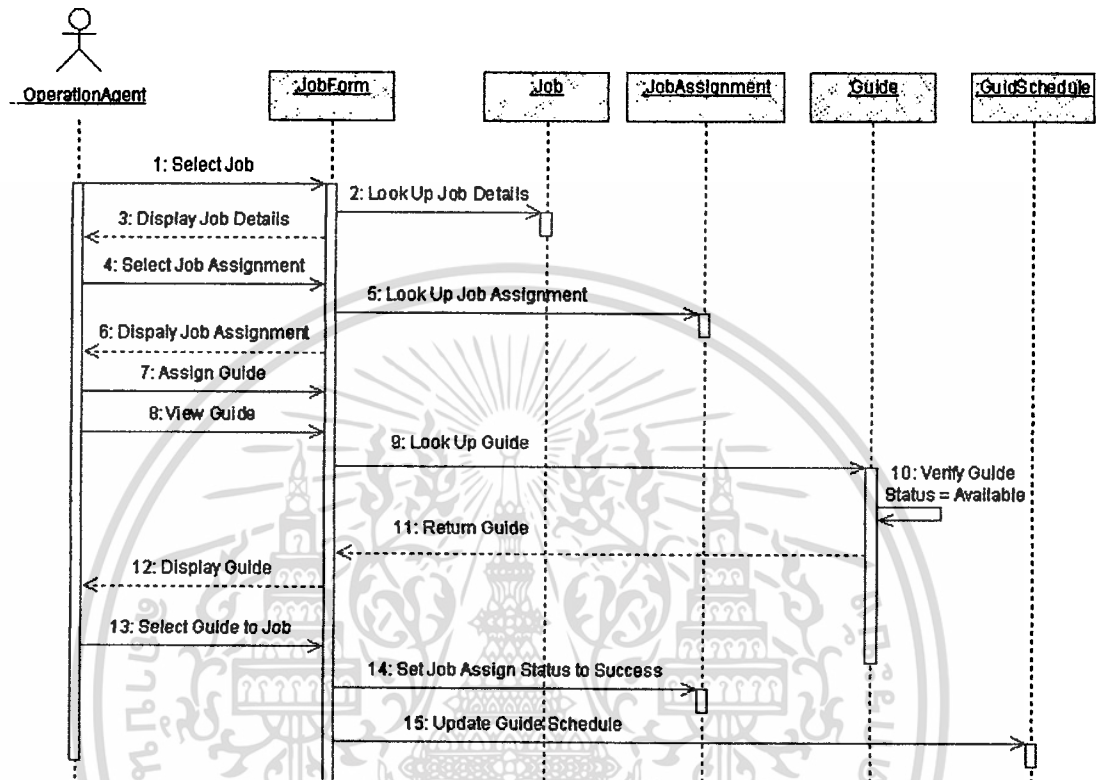 OperationAgent
:JobForm
:Job
:JobAssignment
:Guide
:GuidSchedule
1: Select Job
2: Look Up Job Details
3: Display Job Details
4: Select Job Assignment
5: Look Up Job Assignment
6: Dispaly Job Assignment
7: Assign Guide
8: View Guide
9: Look Up Guide
10: Verify Guide
Status = Available
11: Return Guide
12: Display Guide
13: Select Guide to Job
14: Set Job Assign Status to Success
15: Update Guide Schedule